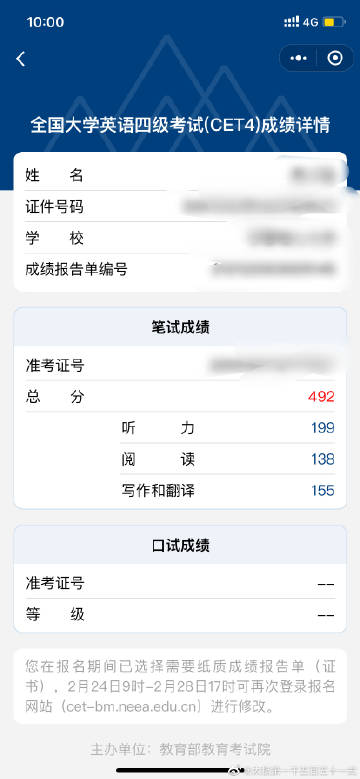 10:00
4G
全国大学英语四级考试(CET4)成绩详情
姓 名
证件号码
学 校
成绩报告单编号
笔试成绩
准考证号
总 分 492
听 力 199
阅 读 138
写作和翻译 155
口试成绩
准考证号 --
等 级 --
您在报名期间已选择需要纸质成绩报告单（证
书），2月24日9时-2月28日17时可再次登录报名
网站（cet-bm.neea.edu.cn）进行修改。
主办单位：教育部教育考试院